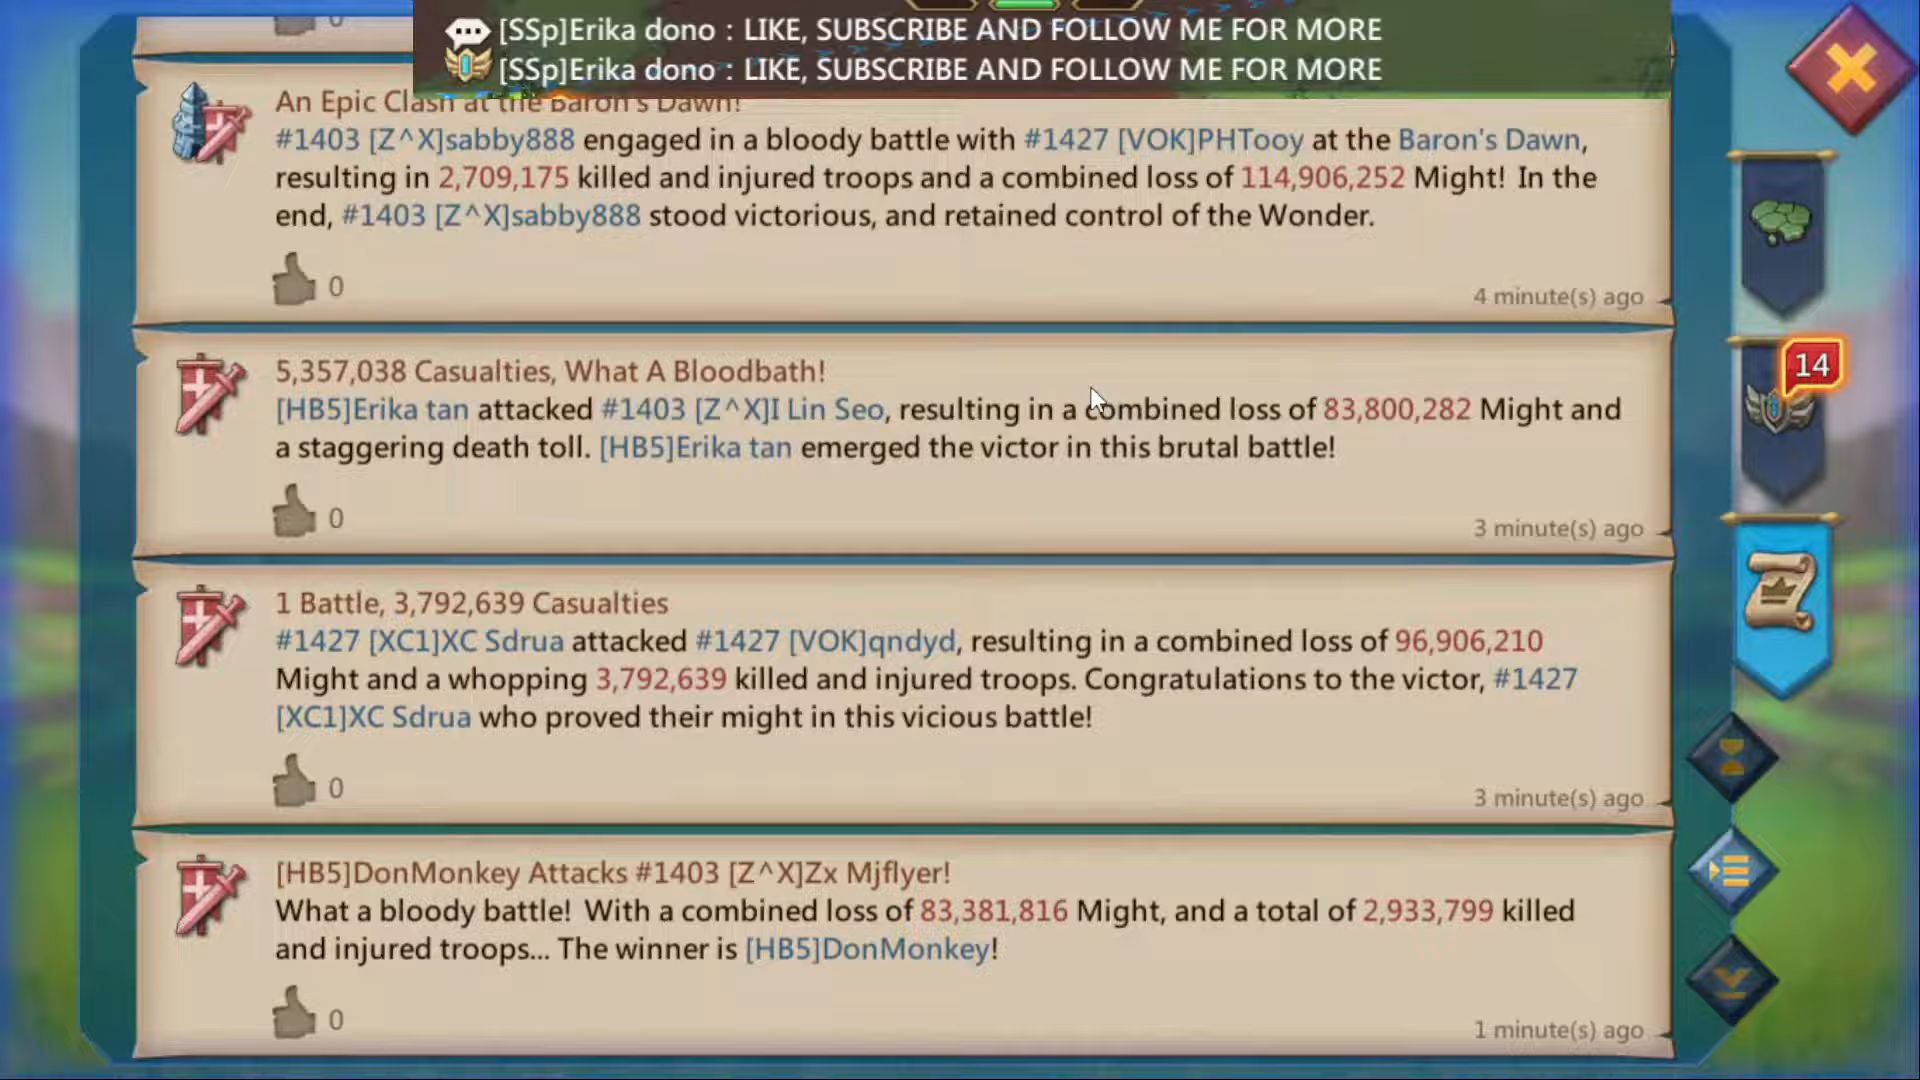 [SSp]Erika dono : LIKE, SUBSCRIBE AND FOLLOW ME FOR MORE
[SSp]Erika dono : LIKE, SUBSCRIBE AND FOLLOW ME FOR MORE
0
An Epic Clash at the Baron's Dawn!
#1403 [Z^X]sabby888 engaged in a bloody battle with #1427 [VOK]PHTooy at the Baron's Dawn,
resulting in 2,709,175 killed and injured troops and a combined loss of 114,906,252 Might! In the
end, #1403 [Z^X]sabby888 stood victorious, and retained control of the Wonder.
0
4 minute(s) ago
14
5,357,038 Casualties, What A Bloodbath!
[HB5]Erika tan attacked #1403 [Z^X]I Lin Seo, resulting in a combined loss of 83,800,282 Might and
a staggering death toll. [HB5]Erika tan emerged the victor in this brutal battle!
0
3 minute(s) ago
1 Battle, 3,792,639 Casualties
#1427 [XC1]XC Sdrua attacked #1427 [VOK]qndyd, resulting in a combined loss of 96,906,210
Might and a whopping 3,792,639 killed and injured troops. Congratulations to the victor, #1427
[XC1]XC Sdrua who proved their might in this vicious battle!
0
3 minute(s) ago
[HB5]DonMonkey Attacks #1403 [Z^X]Zx Mjflyer!
What a bloody battle! With a combined loss of 83,381,816 Might, and a total of 2,933,799 killed
and injured troops... The winner is [HB5]DonMonkey!
0
1 minute(s) ago